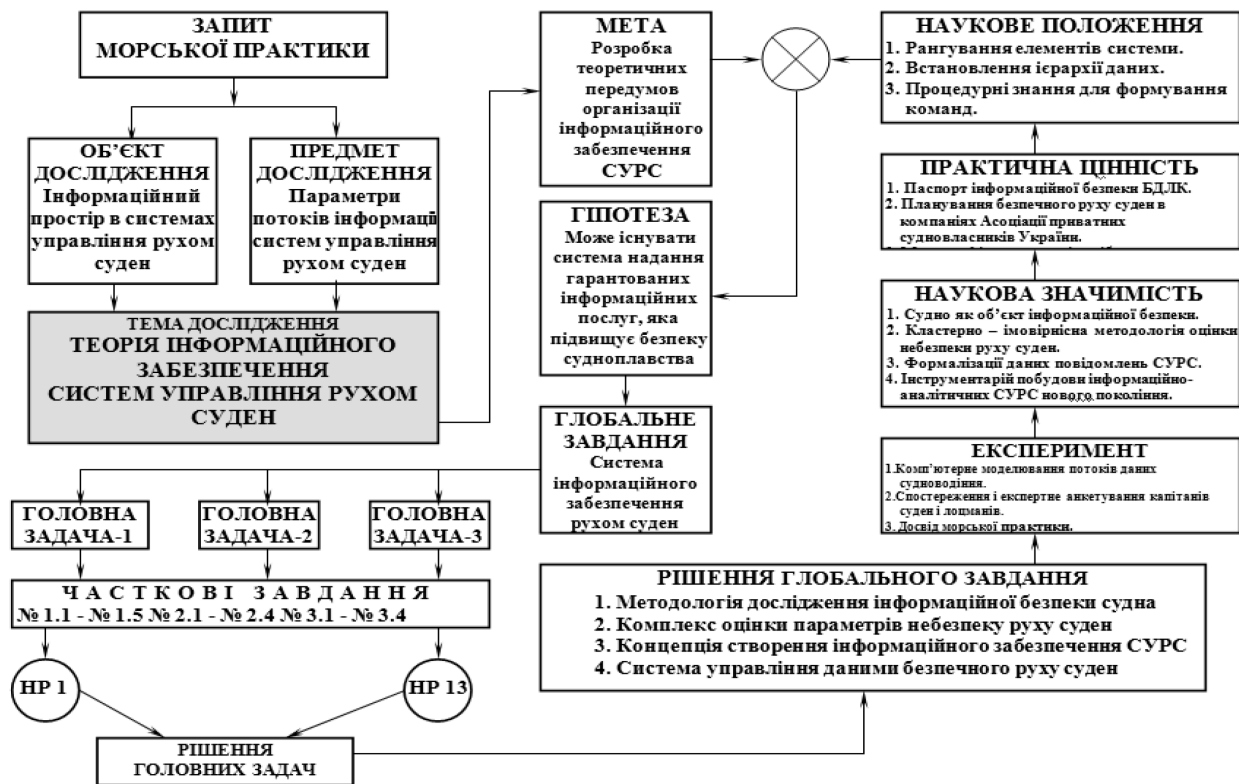 ЗАПИТ
МОРСЬКОЇ ПРАКТИКИ
ОБ’ЄКТ
ДОСЛІДЖЕННЯ
Інформаційний
простір в системах
управління рухом
суден
ПРЕДМЕТ
ДОСЛІДЖЕННЯ
Параметри
потоків інформації
систем управління
рухом суден
ТЕМА ДОСЛІДЖЕННЯ
ТЕОРІЯ ІНФОРМАЦІЙНОГО
ЗАБЕЗПЕЧЕННЯ
СИСТЕМ УПРАВЛІННЯ РУХОМ
СУДЕН
МЕТА
Розробка
теоретичних
передумов
організації
інформаційного
забезпечення
СУРС
ГІПОТЕЗА
Може існувати
система надання
гарантованих
інформаційних
послуг, яка
підвищує безпеку
судноплавства
ГЛОБАЛЬНЕ
ЗАВДАННЯ
Система
інформаційного
забезпечення
рухом суден
ГОЛОВНА
ЗАДАЧА-1
ГОЛОВНА
ЗАДАЧА-2
ГОЛОВНА
ЗАДАЧА-3
ЧАСТКОВІ ЗАВДАННЯ
№ 1.1 - № 1.5 № 2.1 - № 2.4 № 3.1 - № 3.4
НР 1
НР 13
РІШЕННЯ
ГОЛОВНИХ ЗАДАЧ
РІШЕННЯ ГЛОБАЛЬНОГО ЗАВДАННЯ
1. Методологія дослідження інформаційної безпеки судна
2. Комплекс оцінки параметрів небезпеку руху суден
3. Концепція створення інформаційного забезпечення СУРС
4. Система управління даними безпечного руху суден
ЕКСПЕРИМЕНТ
1.Комп’ютерне моделювання потоків даних
судноводіння.
2.Спостереження і експертне анкетування капітанів
суден і лоцманів.
3. Досвід морської практики.
НАУКОВА ЗНАЧИМІСТЬ
1. Судно як об’єкт інформаційної безпеки.
2. Кластерно – імовірнісна методологія оцінки
небезпеки руху суден.
3. Формалізації даних повідомлень СУРС.
4. Інструментарій побудови інформаційно-
аналітичних СУРС нового покоління.
ПРАКТИЧНА ЦІННІСТЬ
1. Паспорт інформаційної безпеки БДЛК.
2. Планування безпечного руху суден в
компаніях Асоціації приватних
судновласників України.
НАУКОВЕ ПОЛОЖЕННЯ
1. Рангування елементів системи.
2. Встановлення ієрархії даних.
3. Процедурні знання для формування
команд.